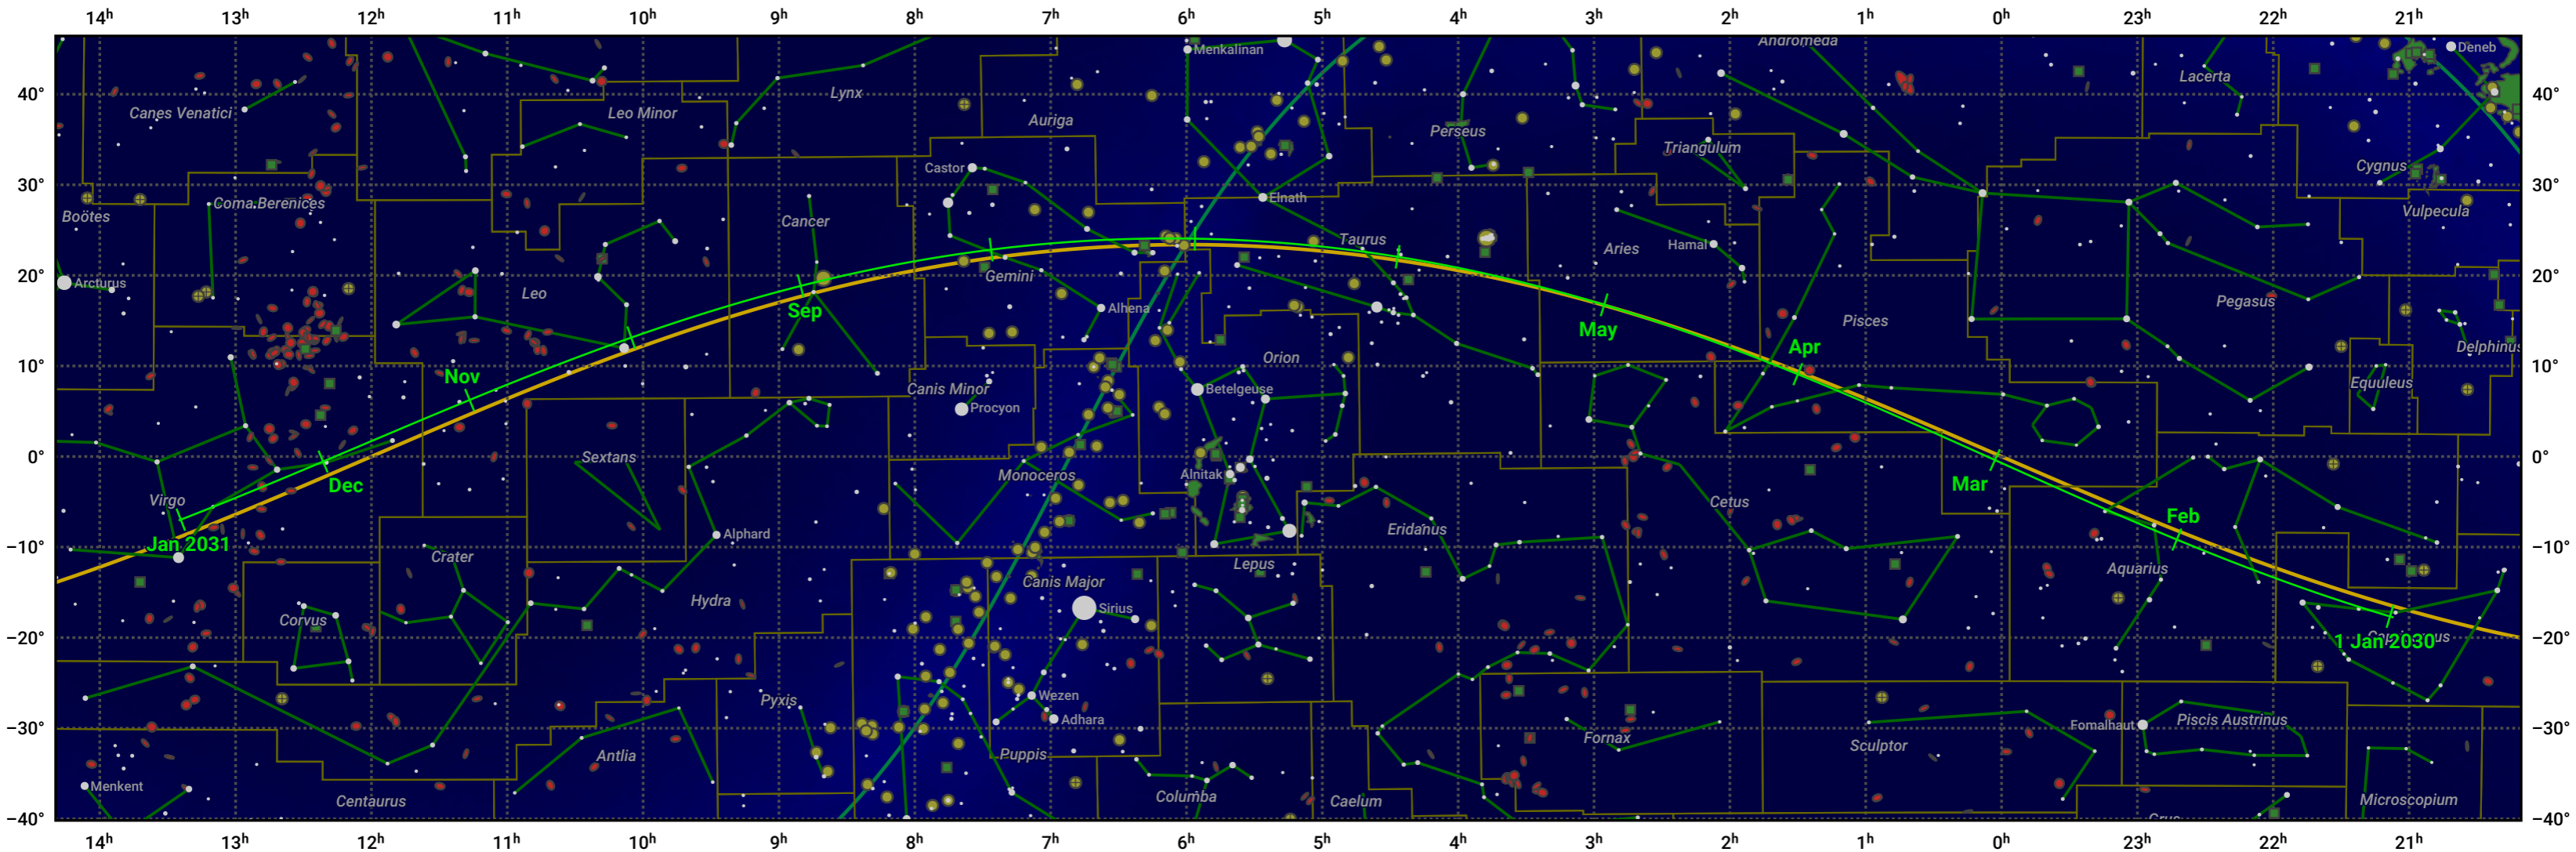 14h 13h 12h 11h 10h 9h 8h 7h 6h 5h 4h 3h 2h 1h 0h 23h 22h 21h
Andromeda
Menkalinan
Deneb
Lacerta
40° 40°
Lynx
Canes Venatici
Leo Minor
Auriga
Perseus
Triangulum
Castor
Cygnus
30° 30°
Elnath
Coma Berenices
Boötes
Cancer
Vulpecula
Taurus
Aries
Hamal
Gemini
20° 20°
Arcturus
Leo
Pegasus
Sep
Alhena
May
Pisces
Apr
Orion
Delphinus
10° 10°
Nov
Canis Minor
Betelgeuse
Equuleus
Procyon
0° 0°
Sextans
Monoceros
Alnitak
Dec
Mar
Virgo
Cetus
Feb
Eridanus
Alphard
Jan 2031
−10° −10°
Crater
Lepus
Aquarius
Canis Major
Hydra
Sirius
Corvus
−20° −20°
1 Jan 2030
Wezen
Pyxis
Adhara
Fomalhaut
Piscis Austrinus
−30° −30°
Fornax
Sculptor
Antlia
Puppis
Menkent
Columba
Centaurus
Caelum
Microscopium
−40° −40°
14h 13h 12h 11h 10h 9h 8h 7h 6h 5h 4h 3h 2h 1h 0h 23h 22h 21h